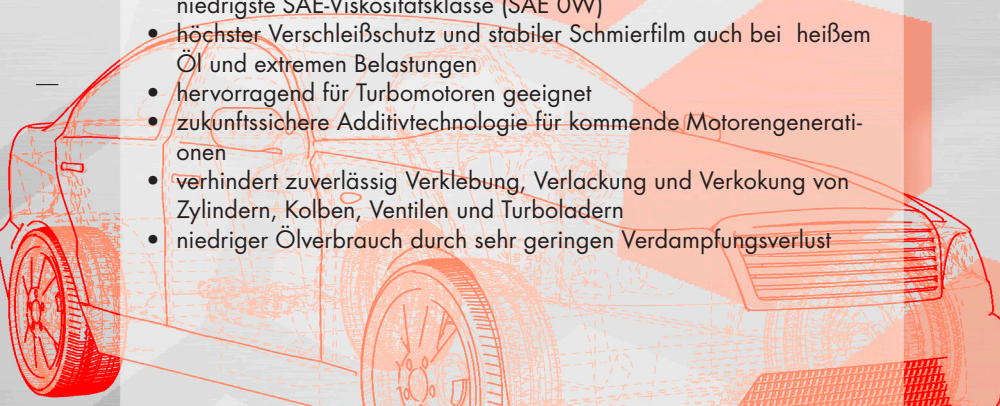 niedrigste SAE-Viskositätsklasse (SAE 0W)
• höchster Verschleißschutz und stabiler Schmierfilm auch bei  heißem
Öl und extremen Belastungen
• hervorragend für Turbomotoren geeignet
• zukunftssichere Additivtechnologie für kommende Motorengenerati-
onen
• verhindert zuverlässig Verklebung, Verlackung und Verkokung von
Zylindern, Kolben, Ventilen und Turboladern
• niedriger Ölverbrauch durch sehr geringen Verdampfungsverlust